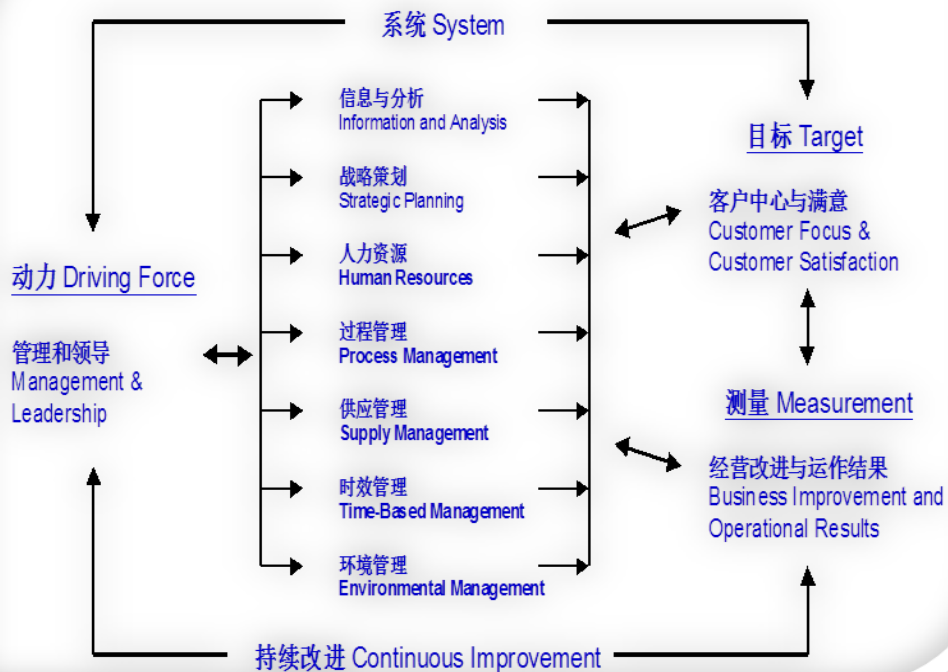 系统 System
信息与分析
Information and Analysis
战略策划
Strategic Planning
人力资源
Human Resources
过程管理
Process Management
供应管理
Supply Management
时效管理
Time-Based Management
环境管理
Environmental Management
动力 Driving Force
管理和领导
Management &
Leadership
目标 Target
客户中心与满意
Customer Focus &
Customer Satisfaction
测量 Measurement
经营改进与运作结果
Business Improvement and
Operational Results
持续改进 Continuous Improvement